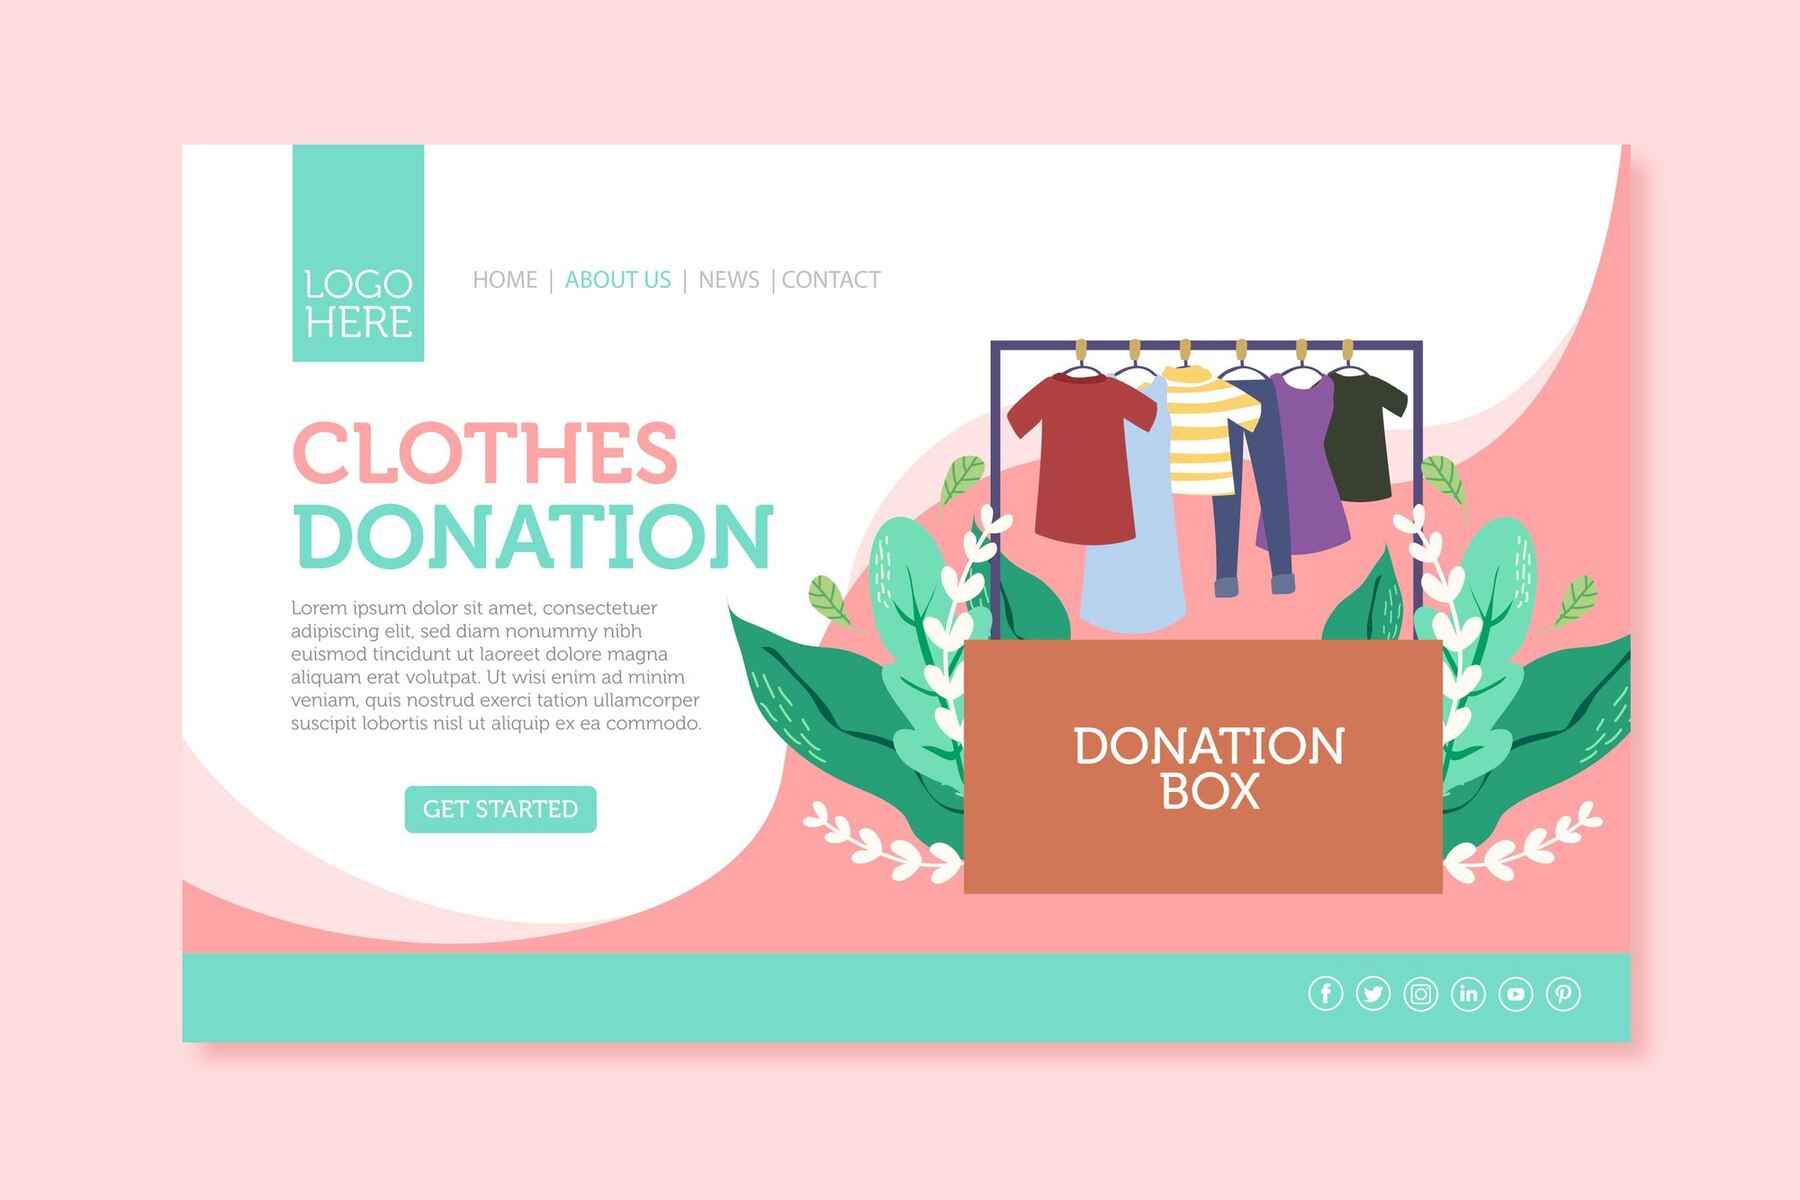 LOGO
HERE
HOME | ABOUT US | NEWS | CONTACT
CLOTHES
DONATION
Lorem ipsum dolor sit amet, consectetuer
adipiscing elit, sed diam nonummy nibh
euismod tincidunt ut laoreet dolore magna
aliquam erat volutpat. Ut wisi enim ad minim
veniam, quis nostrud exerci tation ullamcorper
suscipit lobortis nisl ut aliquip ex ea commodo.
GET STARTED
DONATION
BOX